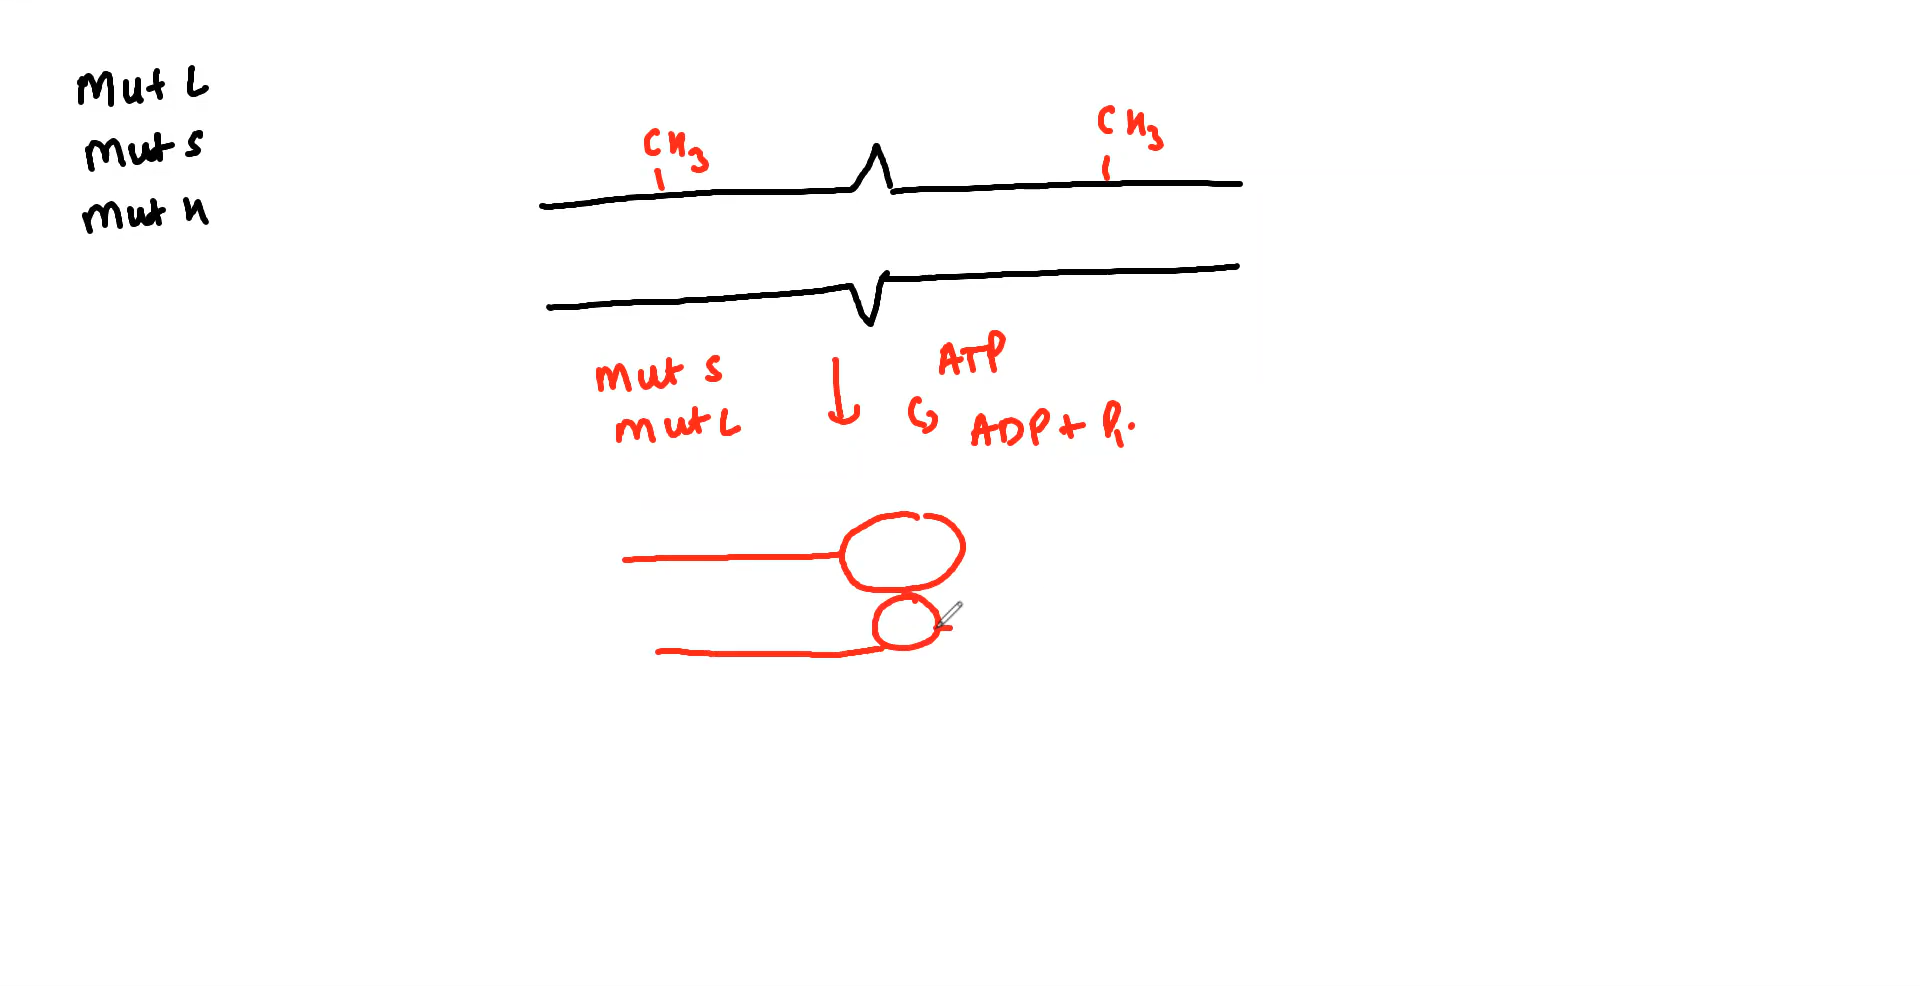 Mut L
Mut S
Mut H
CH3
CH3
Mut S
Mut L
ATP
ADP + Pi